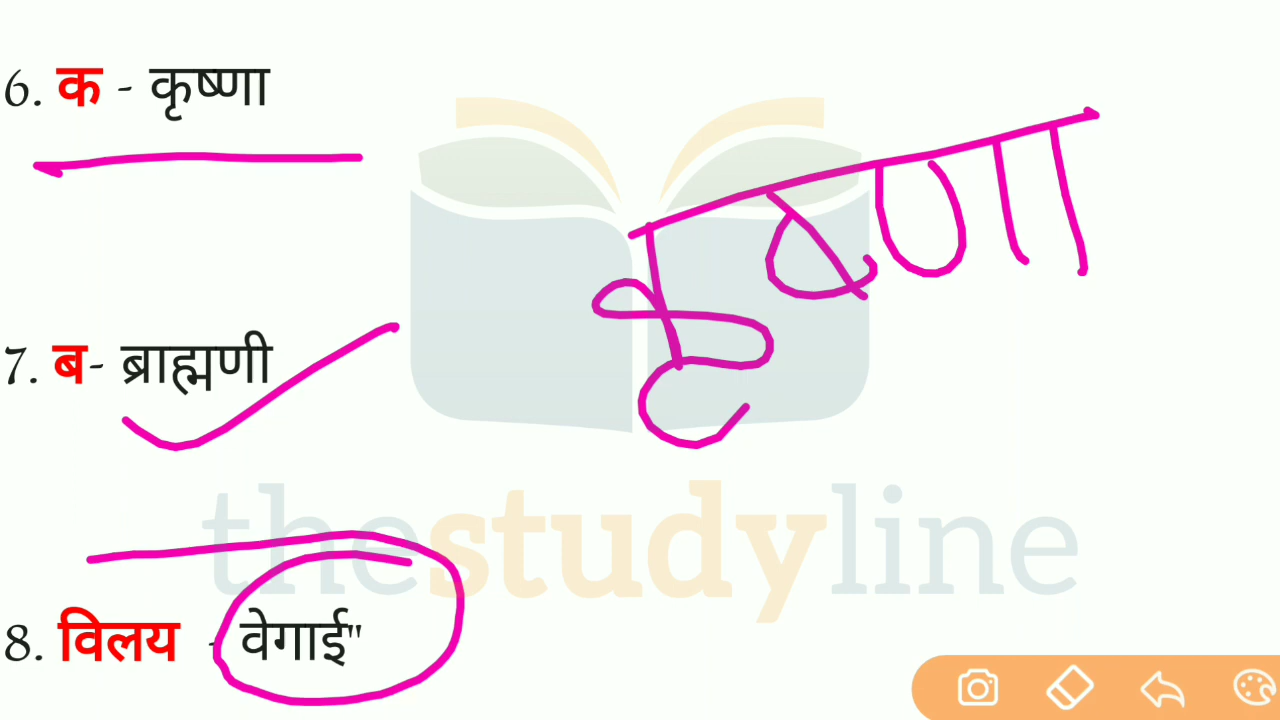 6. क - कृष्णा
कृष्णा
7. ब- ब्राह्मणी
thestudyline
8. विलय - वेगाई"